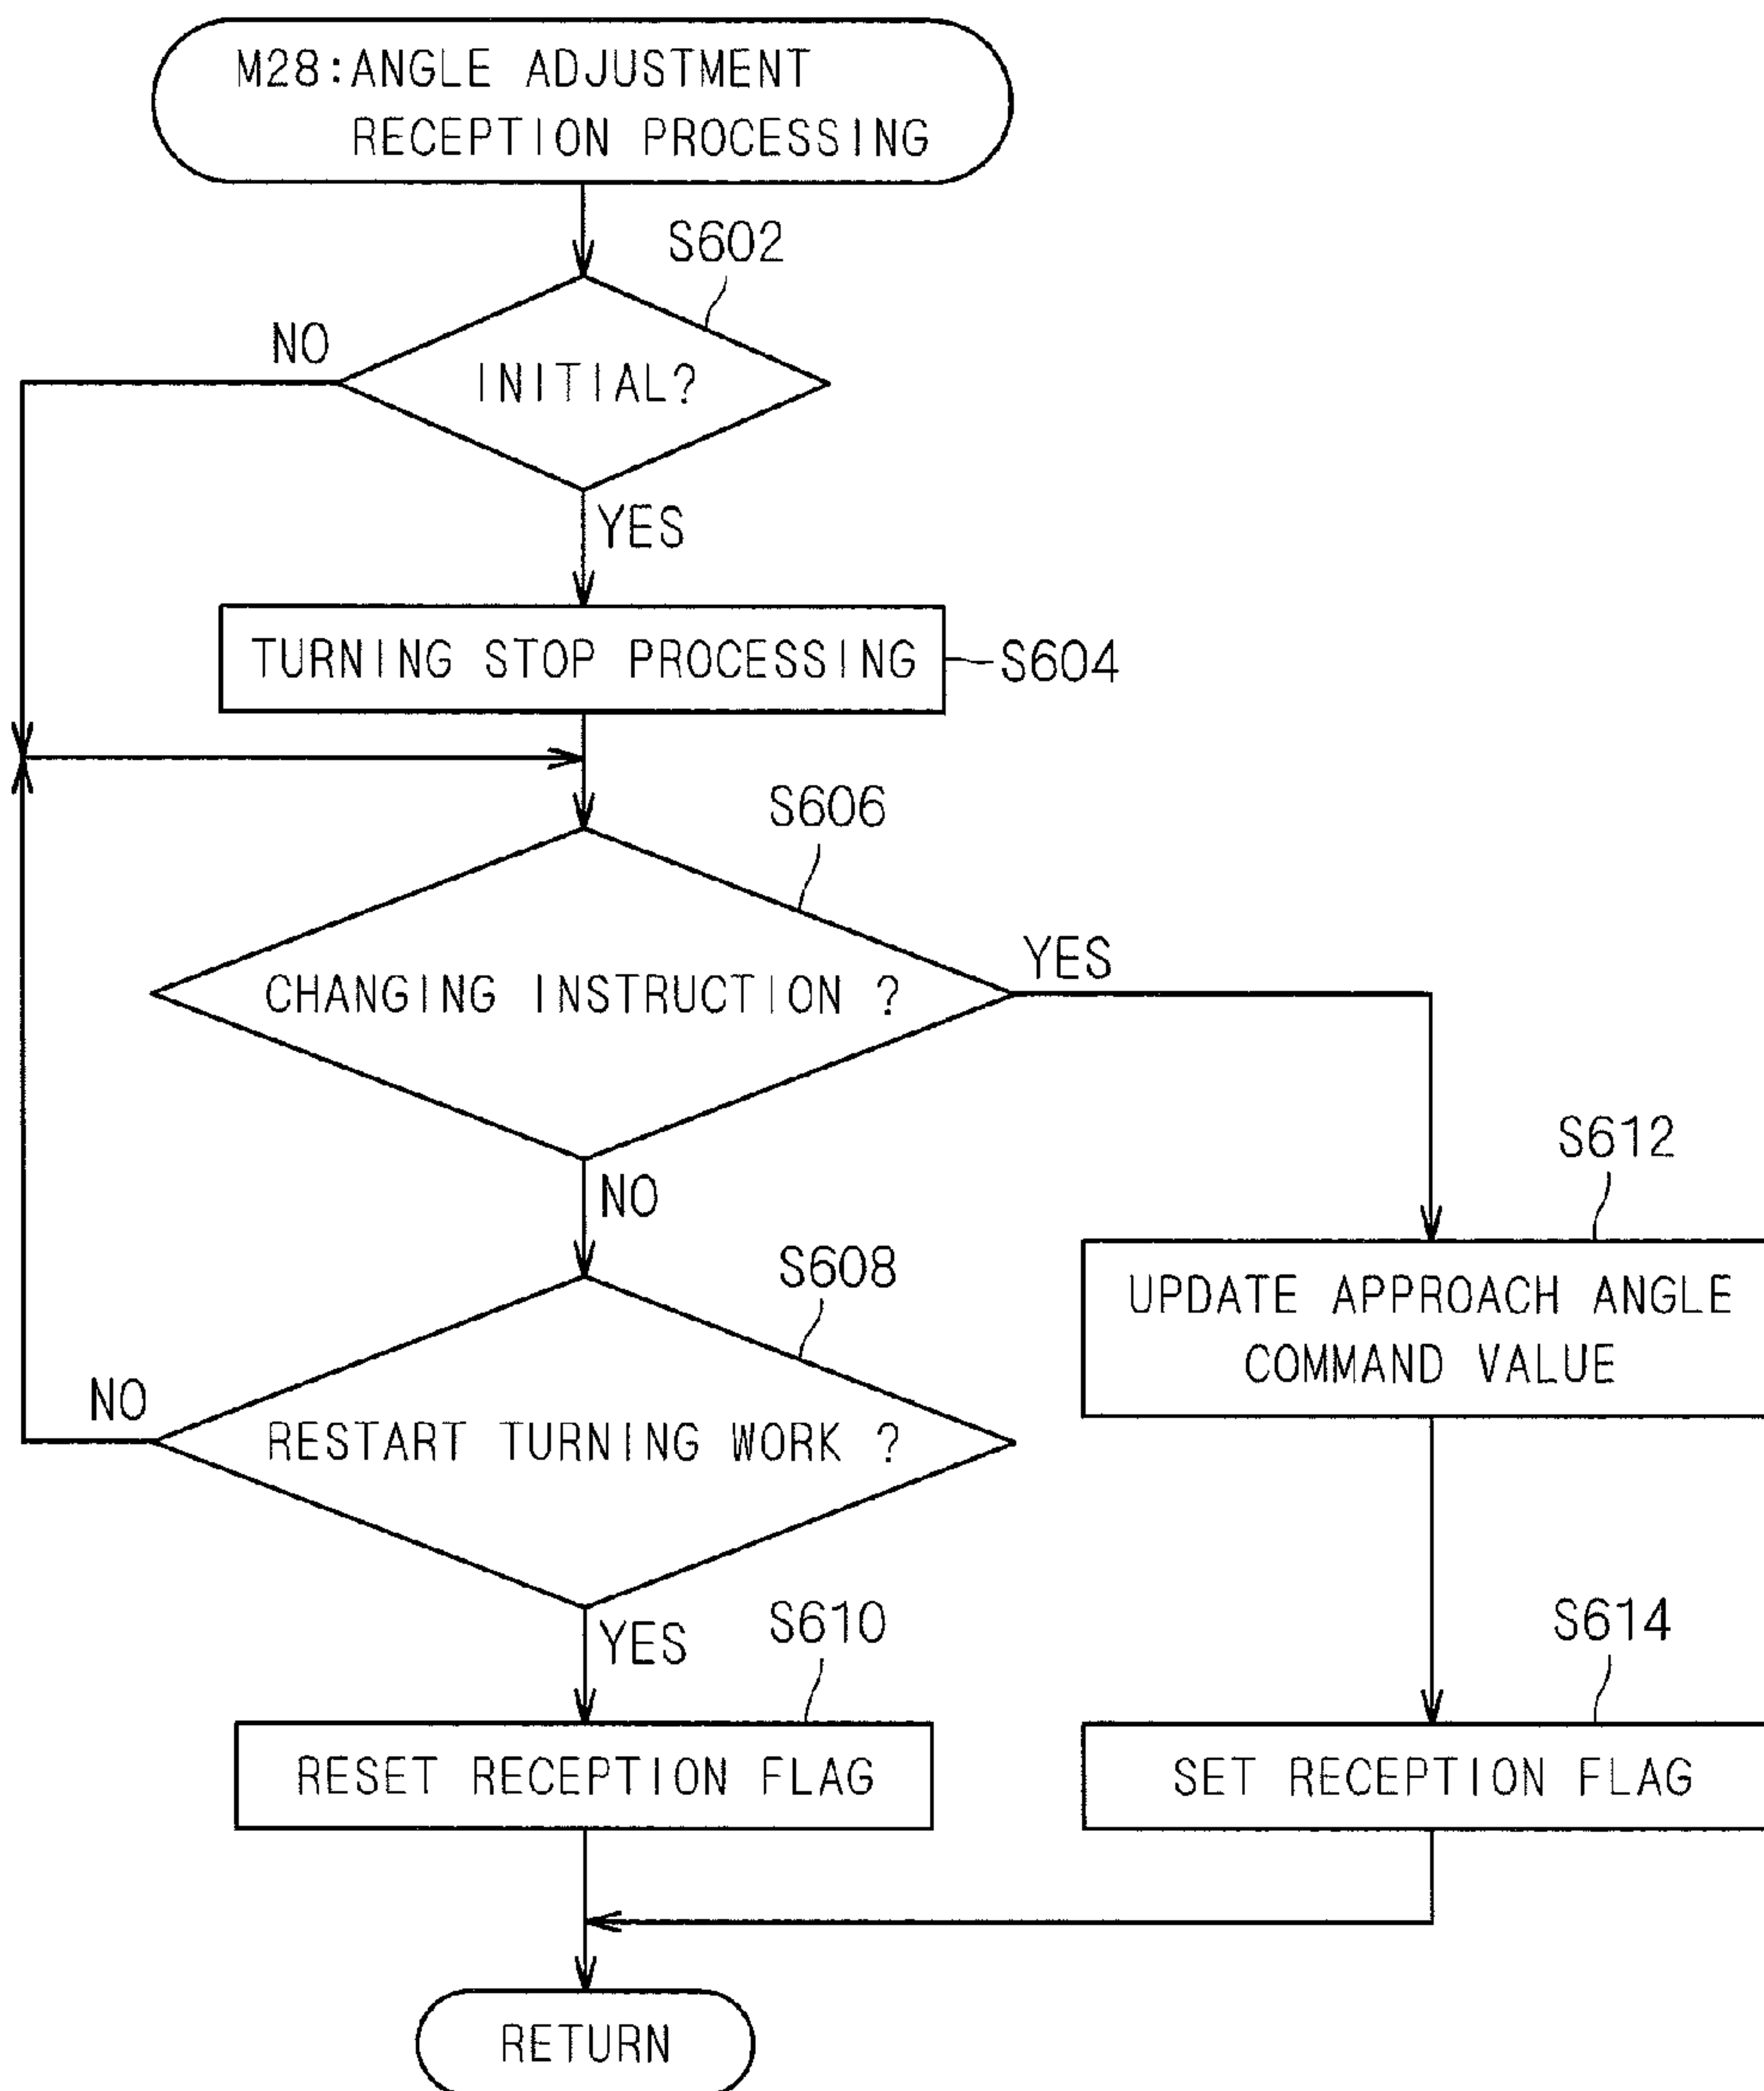 M28:ANGLE ADJUSTMENT
RECEPTION PROCESSING
S602
NO
INITIAL?
YES
TURNING STOP PROCESSING
S604
S606
CHANGING INSTRUCTION ?
YES
NO
S612
UPDATE APPROACH ANGLE
COMMAND VALUE
S608
NO
RESTART TURNING WORK ?
YES
S610
S614
RESET RECEPTION FLAG
SET RECEPTION FLAG
RETURN